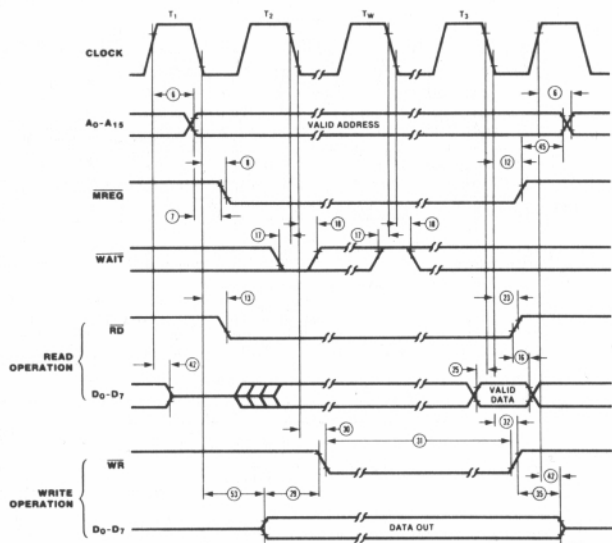 T1 T2 TW T3
CLOCK
6 6
A0-A15 VALID ADDRESS
45
8 12
MREQ
7
17 18 17 18
WAIT
13 23
RD
READ OPERATION
16
42 25
D0-D7 VALID DATA
30 32
31
WR
42
53 29 35
WRITE OPERATION
D0-D7 DATA OUT